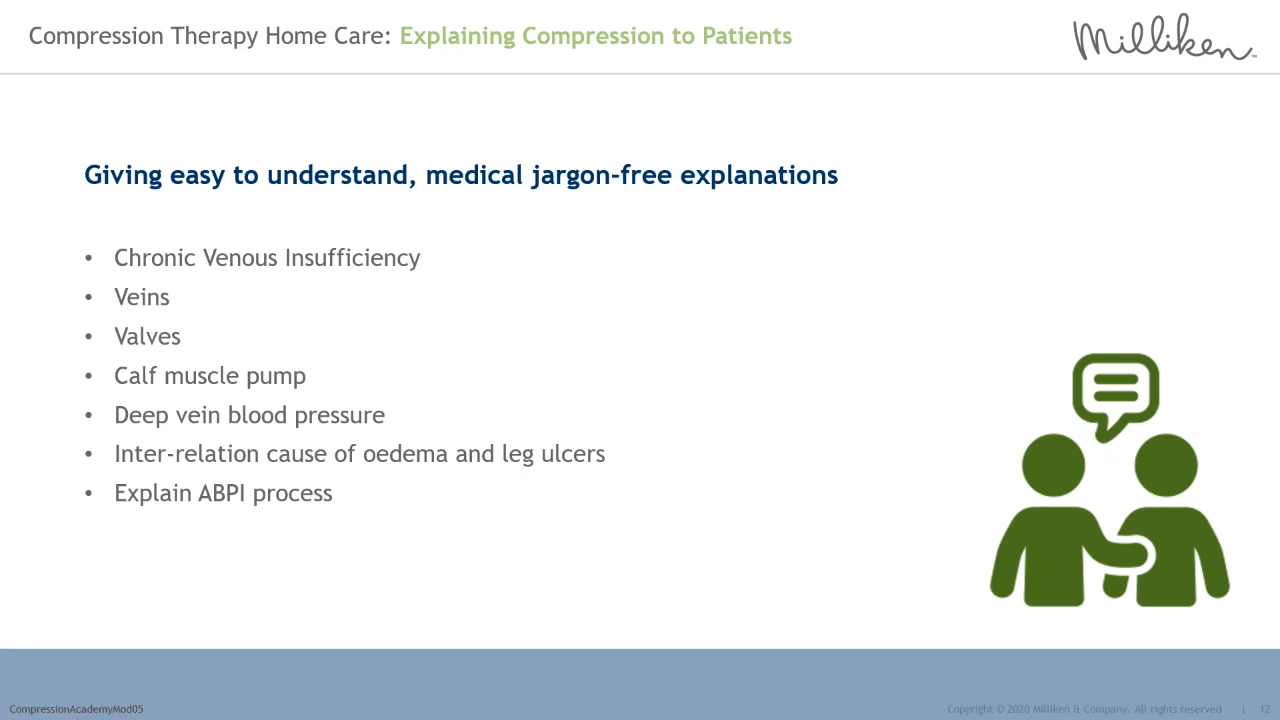 Compression Therapy Home Care: Explaining Compression to Patients
Milliken™
Giving easy to understand, medical jargon-free explanations
• Chronic Venous Insufficiency
• Veins
• Valves
• Calf muscle pump
• Deep vein blood pressure
• Inter-relation cause of oedema and leg ulcers
• Explain ABPI process
CompressionAcademyMod05
Copyright © 2020 Milliken & Company. All rights reserved | 12